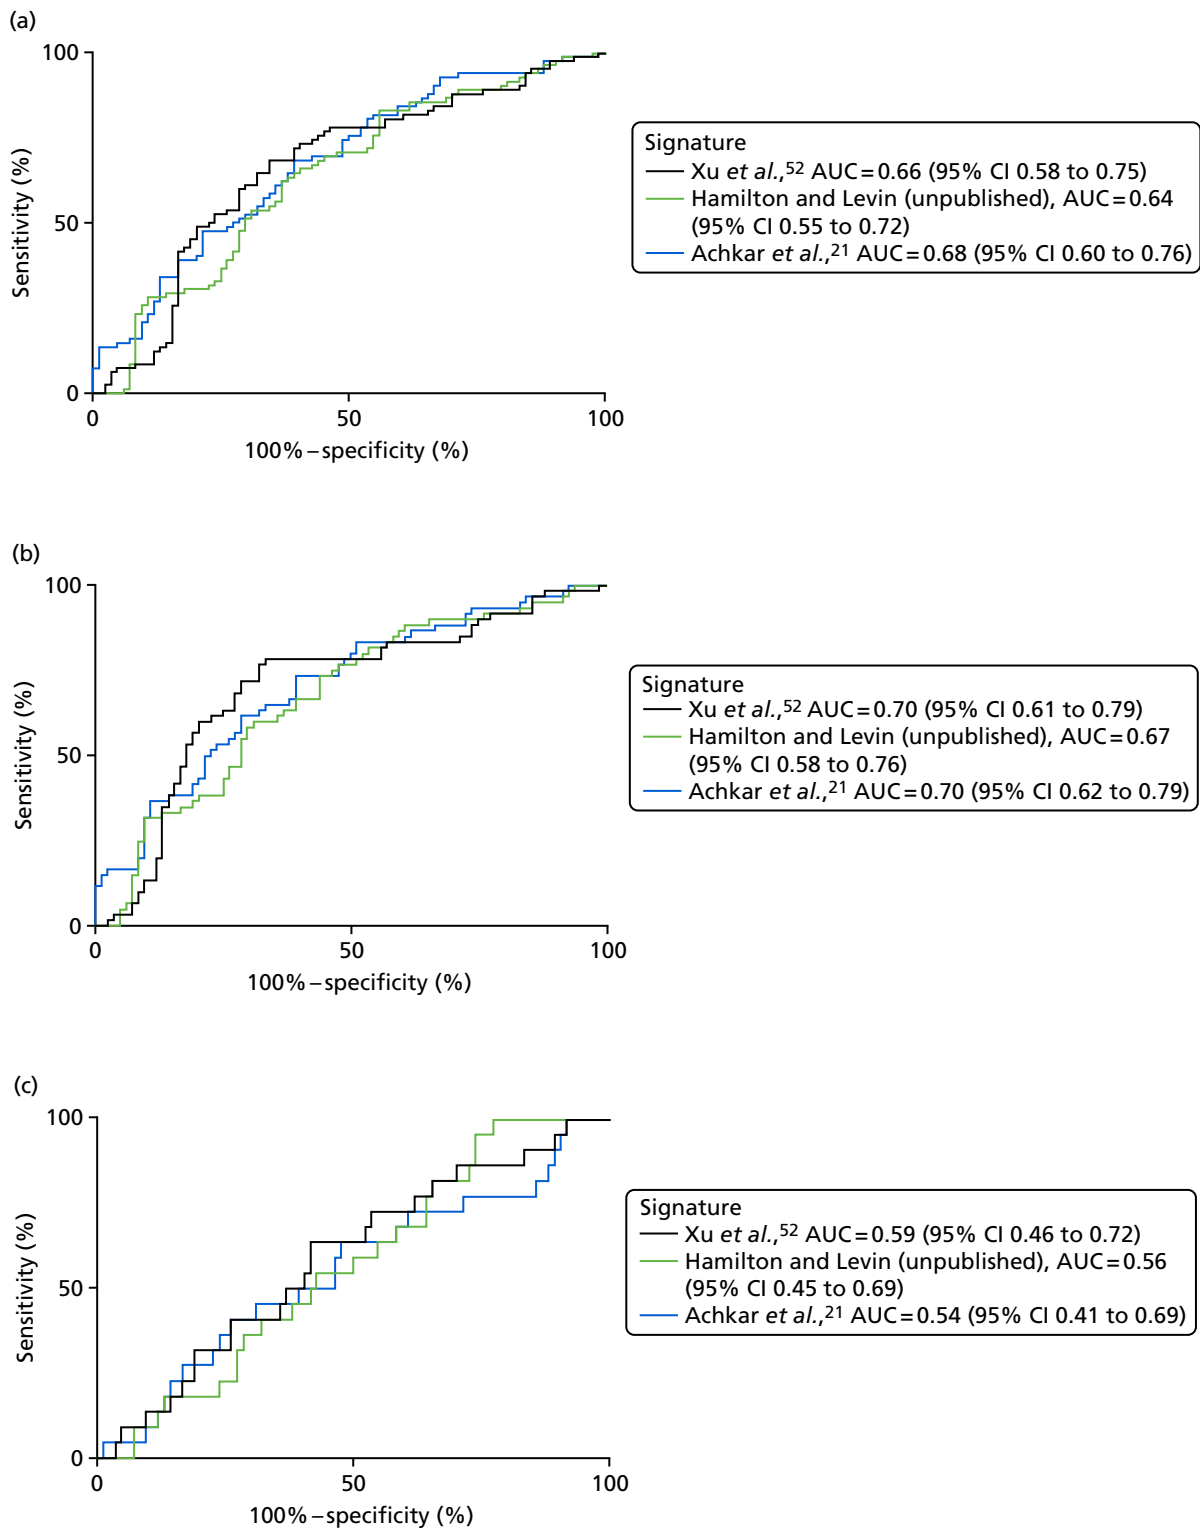 (a)
100
50
0
Sensitivity (%)
0
50
100
100% – specificity (%)
Signature
Xu et al.,52 AUC = 0.66 (95% CI 0.58 to 0.75)
Hamilton and Levin (unpublished), AUC = 0.64
(95% CI 0.55 to 0.72)
Achkar et al.,21 AUC = 0.68 (95% CI 0.60 to 0.76)
(b)
100
50
0
Sensitivity (%)
0
50
100
100% – specificity (%)
Signature
Xu et al.,52 AUC = 0.70 (95% CI 0.61 to 0.79)
Hamilton and Levin (unpublished), AUC = 0.67
(95% CI 0.58 to 0.76)
Achkar et al.,21 AUC = 0.70 (95% CI 0.62 to 0.79)
(c)
100
50
0
Sensitivity (%)
0
50
100
100% – specificity (%)
Signature
Xu et al.,52 AUC = 0.59 (95% CI 0.46 to 0.72)
Hamilton and Levin (unpublished), AUC = 0.56
(95% CI 0.45 to 0.69)
Achkar et al.,21 AUC = 0.54 (95% CI 0.41 to 0.69)